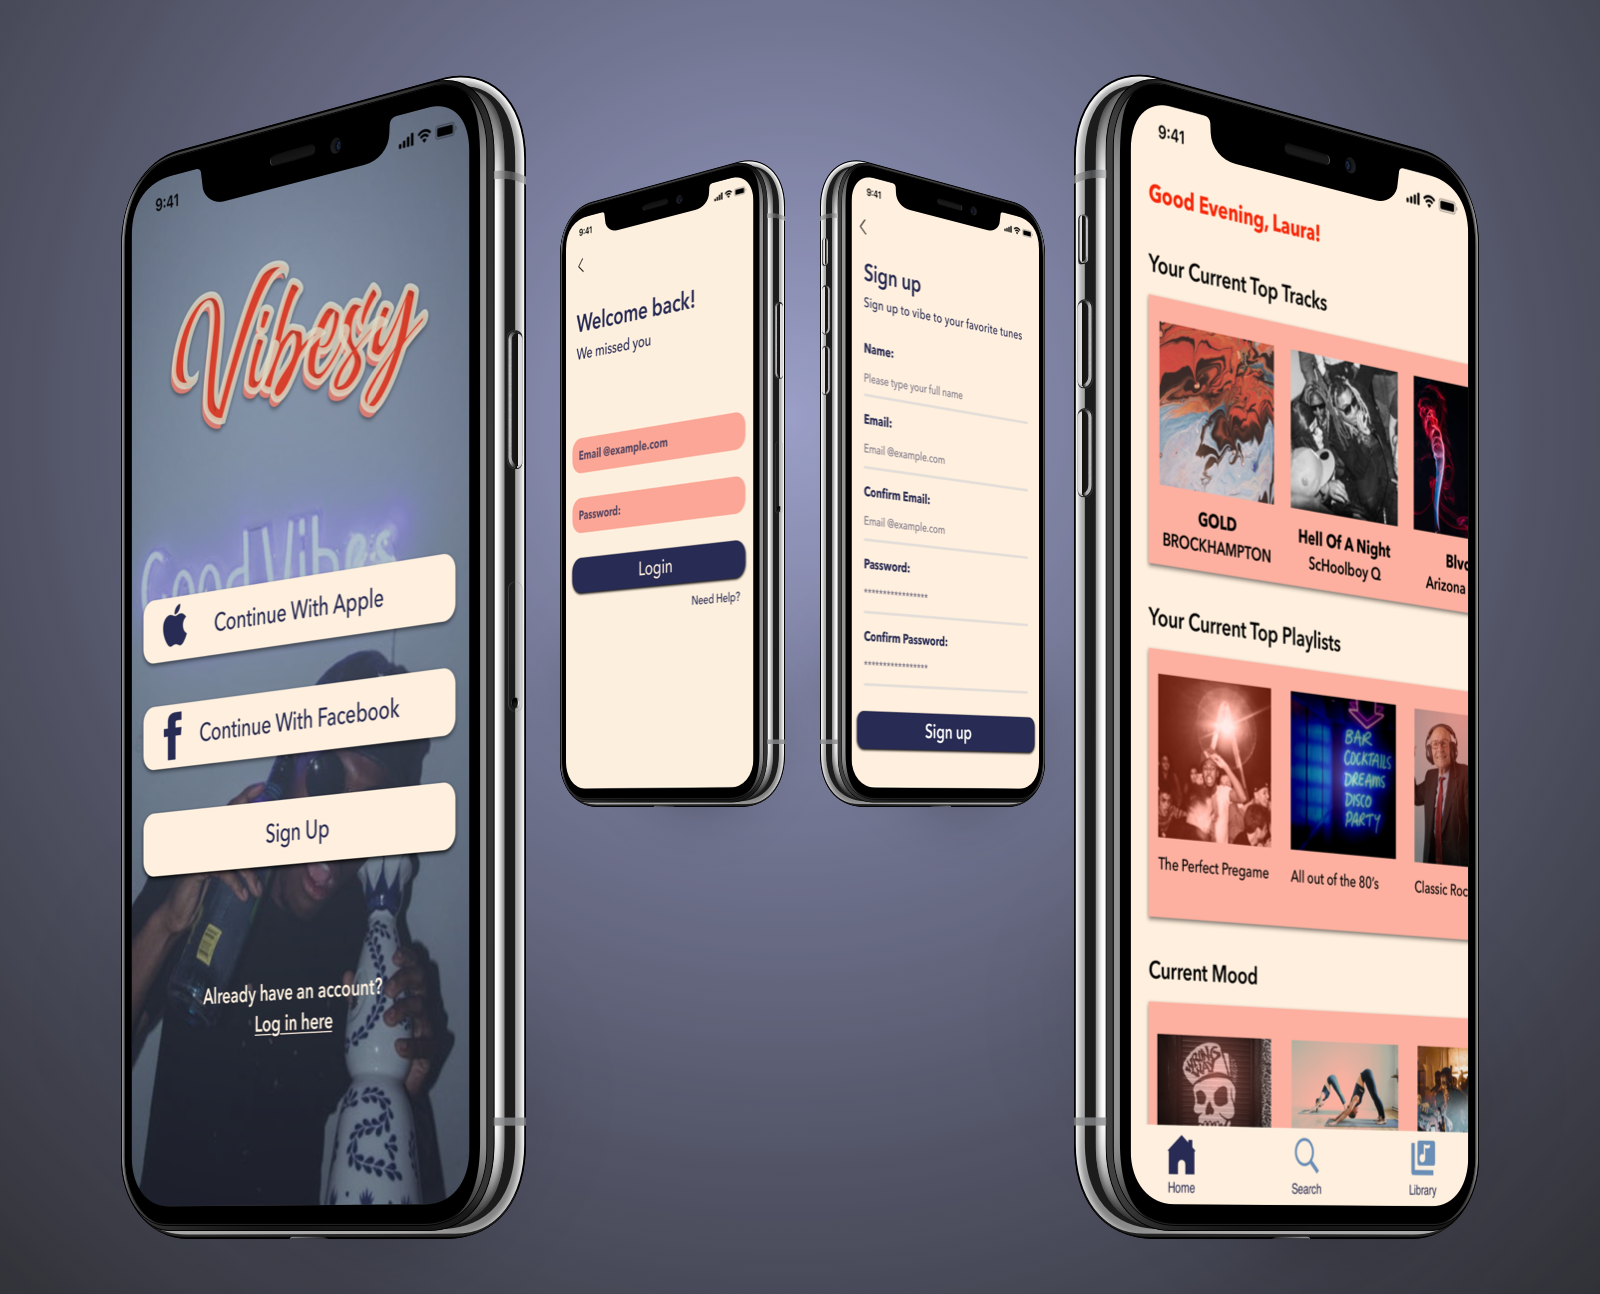 9:41
Vibesy
Good Vibes
Continue With Apple
Continue With Facebook
Sign Up
Already have an account?
Log in here
9:41
Welcome back!
We missed you
Email @example.com
Password:
Login
Need Help?
9:41
Sign up
Sign up to vibe to your favorite tunes
Name:
Please type your full name
Email:
Email @example.com
Confirm Email:
Email @example.com
Password:
*****************
Confirm Password:
*****************
Sign up
9:41
Good Evening, Laura!
Your Current Top Tracks
GOLD
BROCKHAMPTON
Hell Of A Night
ScHoolboy Q
Blvd
Arizona
Your Current Top Playlists
BAR
COCKTAILS
DREAMS
DISCO
PARTY
The Perfect Pregame
All out of the 80's
Classic Roc
Current Mood
Home
Search
Library